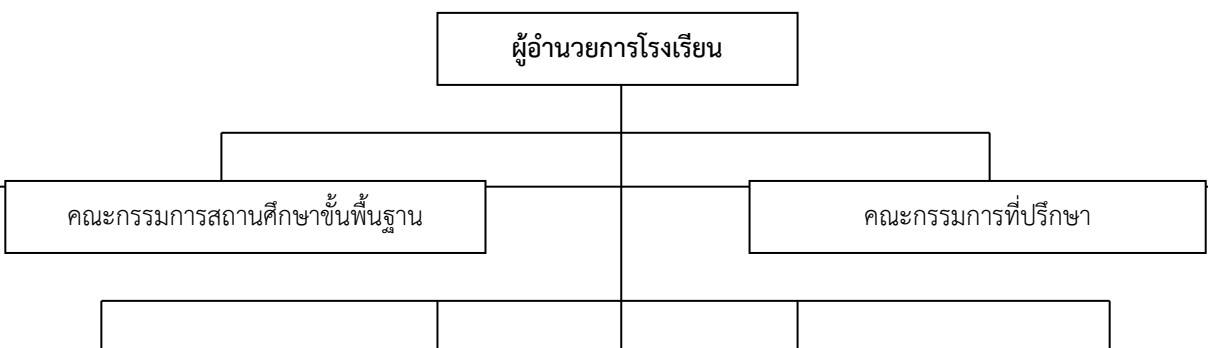 ผู้อำนวยการโรงเรียน
คณะกรรมการสถานศึกษาขั้นพื้นฐาน
คณะกรรมการที่ปรึกษา